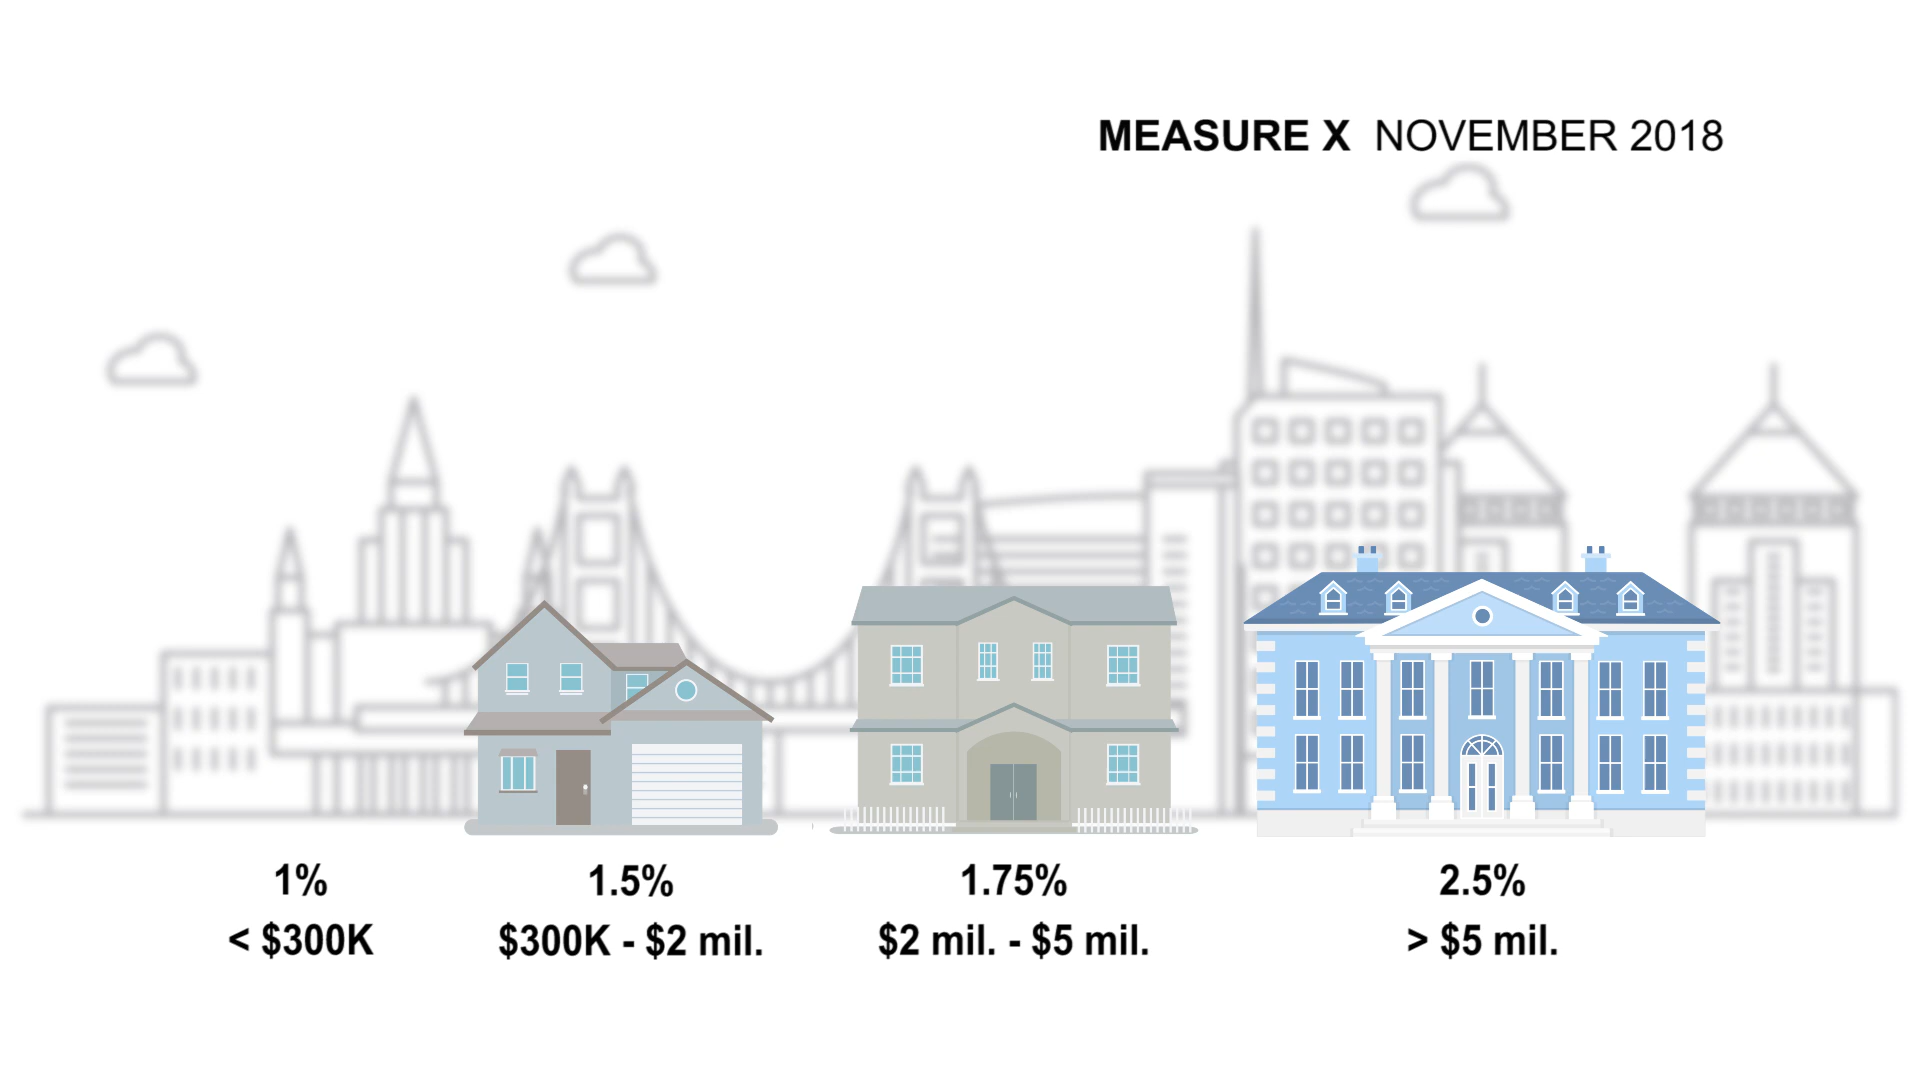 MEASURE X NOVEMBER 2018
1%
< $300K
1.5%
$300K - $2 mil.
1.75%
$2 mil. - $5 mil.
2.5%
> $5 mil.